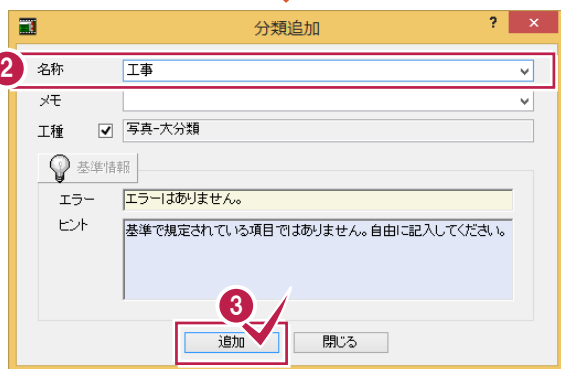 分類追加 ? ×
2 名称 工事
メモ
工種 写真-大分類
基準情報
エラー エラーはありません。
ヒント 基準で規定されている項目ではありません。自由に記入してください。
3
追加 閉じる